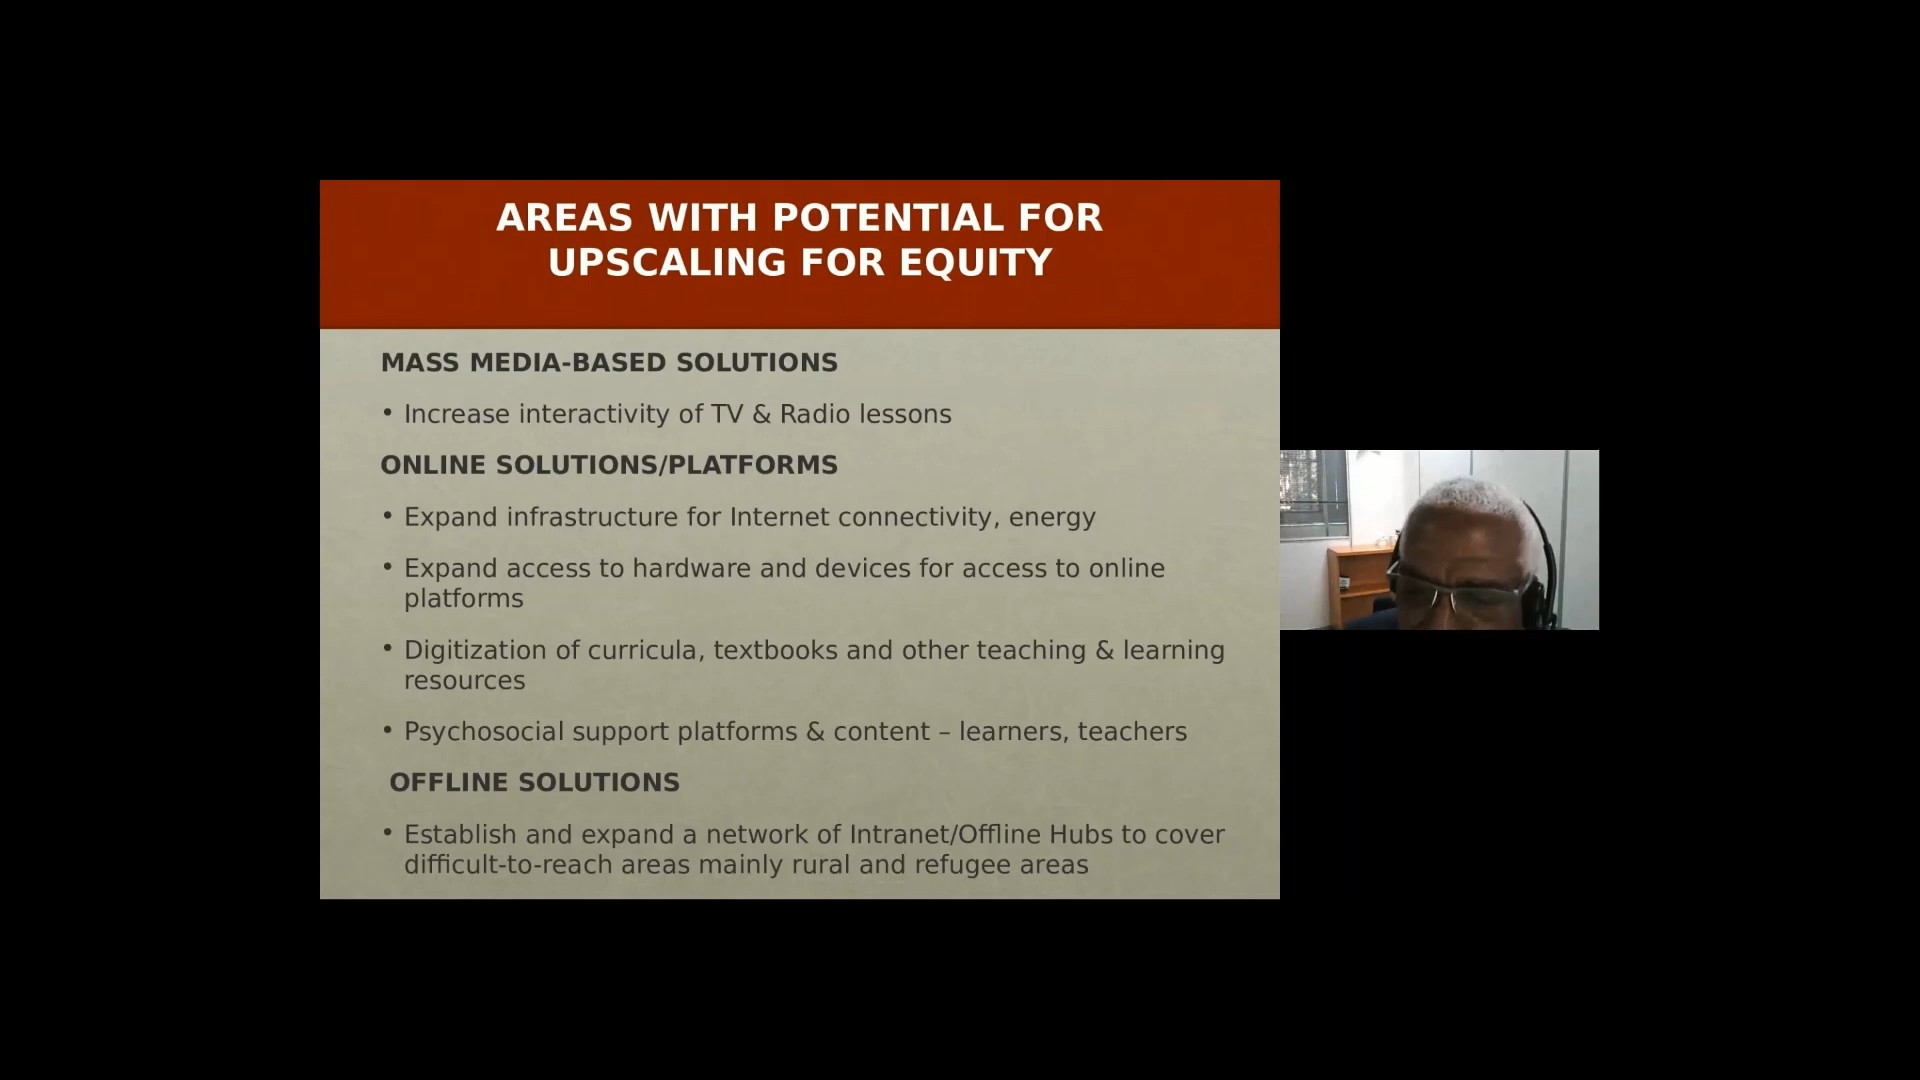 AREAS WITH POTENTIAL FOR
UPSCALING FOR EQUITY
MASS MEDIA-BASED SOLUTIONS
• Increase interactivity of TV & Radio lessons
ONLINE SOLUTIONS/PLATFORMS
• Expand infrastructure for Internet connectivity, energy
• Expand access to hardware and devices for access to online
platforms
• Digitization of curricula, textbooks and other teaching & learning
resources
• Psychosocial support platforms & content – learners, teachers
OFFLINE SOLUTIONS
• Establish and expand a network of Intranet/Offline Hubs to cover
difficult-to-reach areas mainly rural and refugee areas